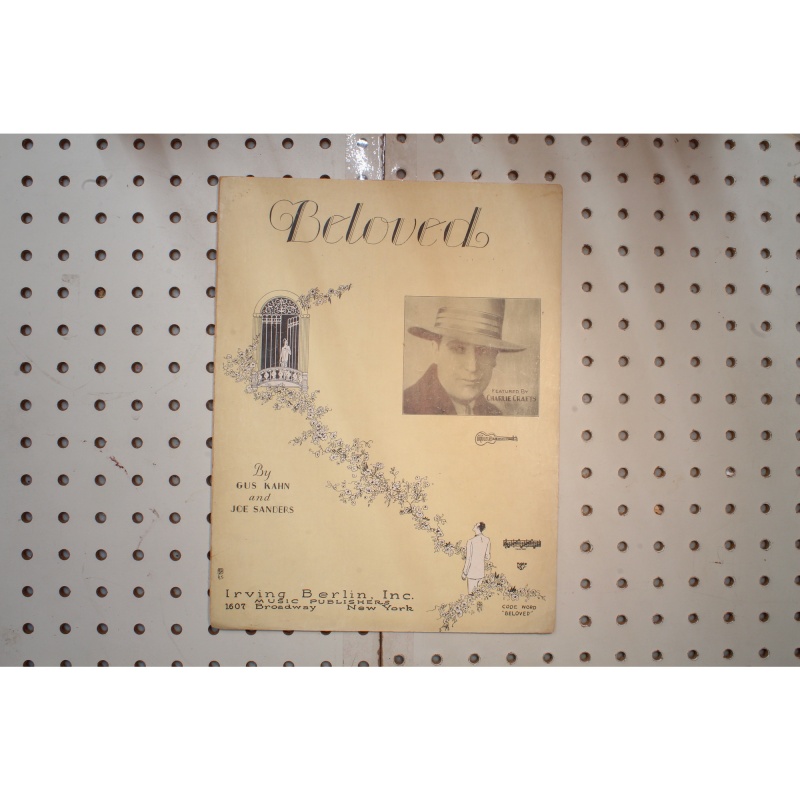 Beloved
FEATURED BY
CHARLIE
By
GUS KAHN
and
JOE SANDERS
Irving Berlin, Inc.
MUSIC PUBLISHERS
1607 Broadway New York
CODE WORD
"BELOVED"